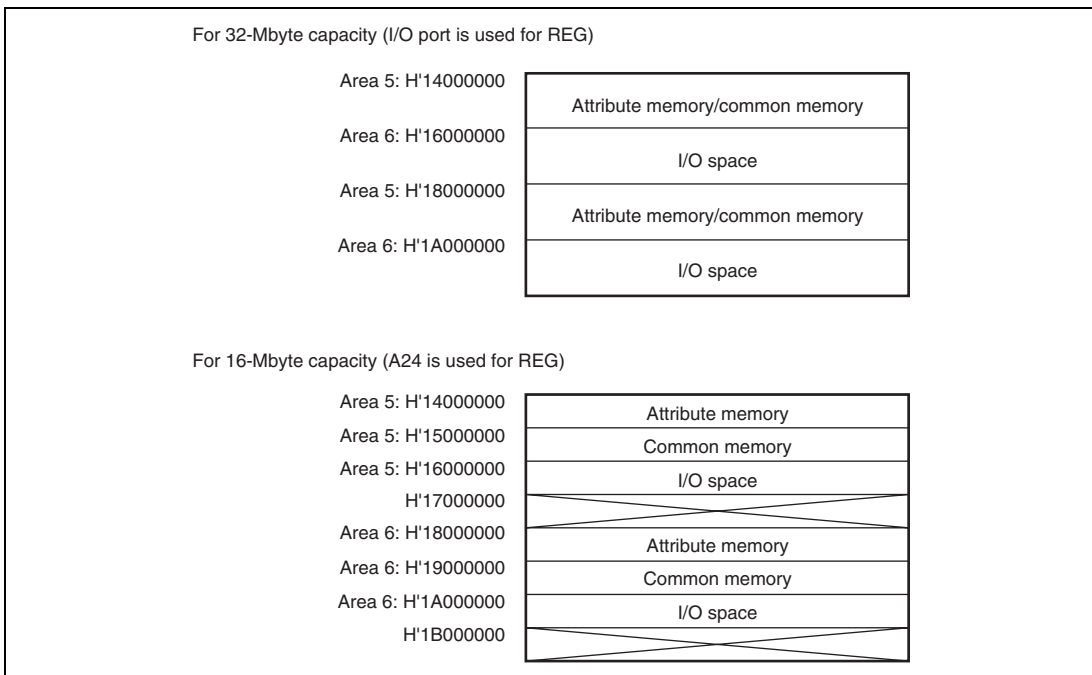 For 32-Mbyte capacity (I/O port is used for REG)
Area 5: H'14000000
Attribute memory/common memory
Area 6: H'16000000
I/O space
Area 5: H'18000000
Attribute memory/common memory
Area 6: H'1A000000
I/O space
For 16-Mbyte capacity (A24 is used for REG)
Area 5: H'14000000
Attribute memory
Area 5: H'15000000
Common memory
Area 5: H'16000000
I/O space
H'17000000
Area 6: H'18000000
Attribute memory
Area 6: H'19000000
Common memory
Area 6: H'1A000000
I/O space
H'1B000000